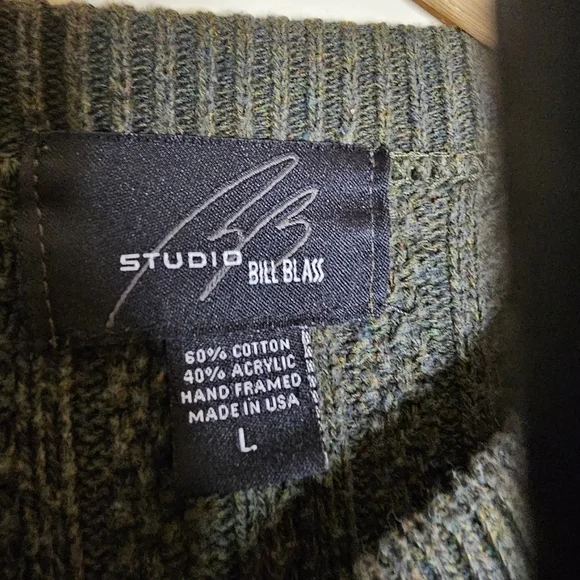 STUDIO BILL BLASS
60% COTTON
40% ACRYLIC
HAND FRAMED
MADE IN USA
L